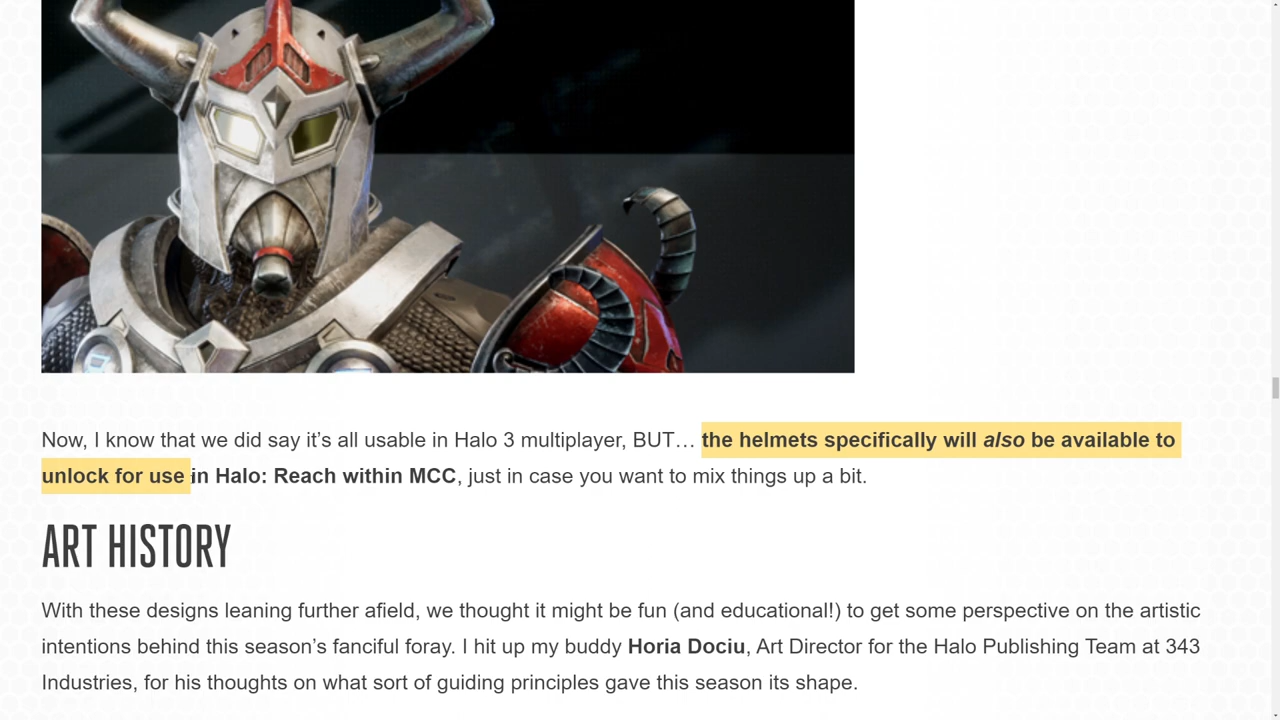 Now, I know that we did say it’s all usable in Halo 3 multiplayer, BUT… the helmets specifically will also be available to
unlock for use in Halo: Reach within MCC, just in case you want to mix things up a bit.
ART HISTORY
With these designs leaning further afield, we thought it might be fun (and educational!) to get some perspective on the artistic
intentions behind this season’s fanciful foray. I hit up my buddy Horia Dociu, Art Director for the Halo Publishing Team at 343
Industries, for his thoughts on what sort of guiding principles gave this season its shape.